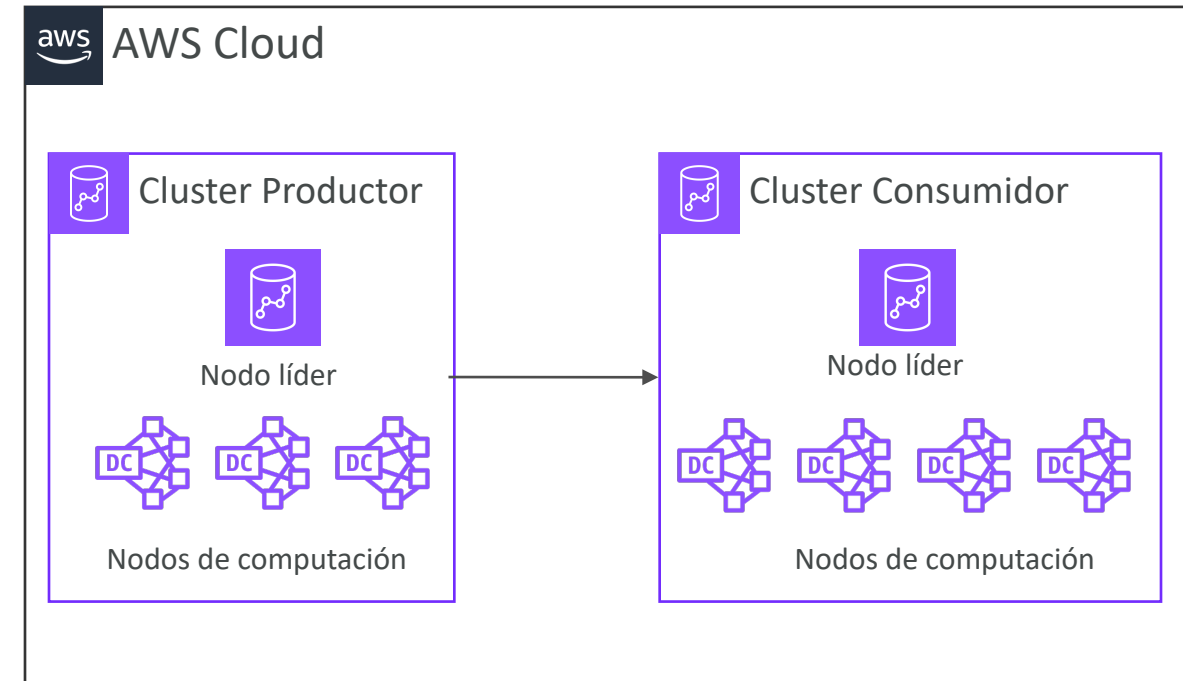 aws AWS Cloud
Cluster Productor
Nodo líder
DC DC DC
Nodos de computación
Cluster Consumidor
Nodo líder
DC DC DC DC
Nodos de computación